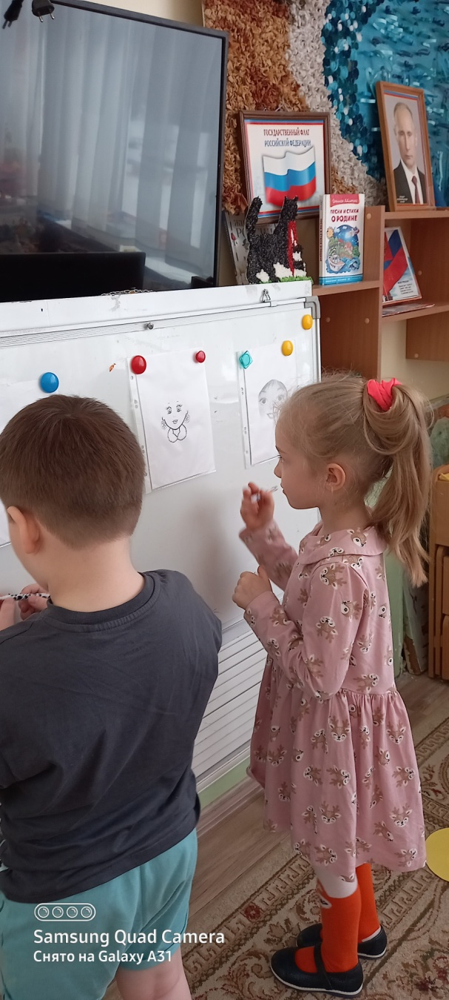 ГОСУДАРСТВЕННЫЙ ФЛАГ
РОССИЙСКОЙ ФЕДЕРАЦИИ
ПЕСНИ И СТИХИ
О РОДИНЕ
Samsung Quad Camera
Снято на Galaxy A31